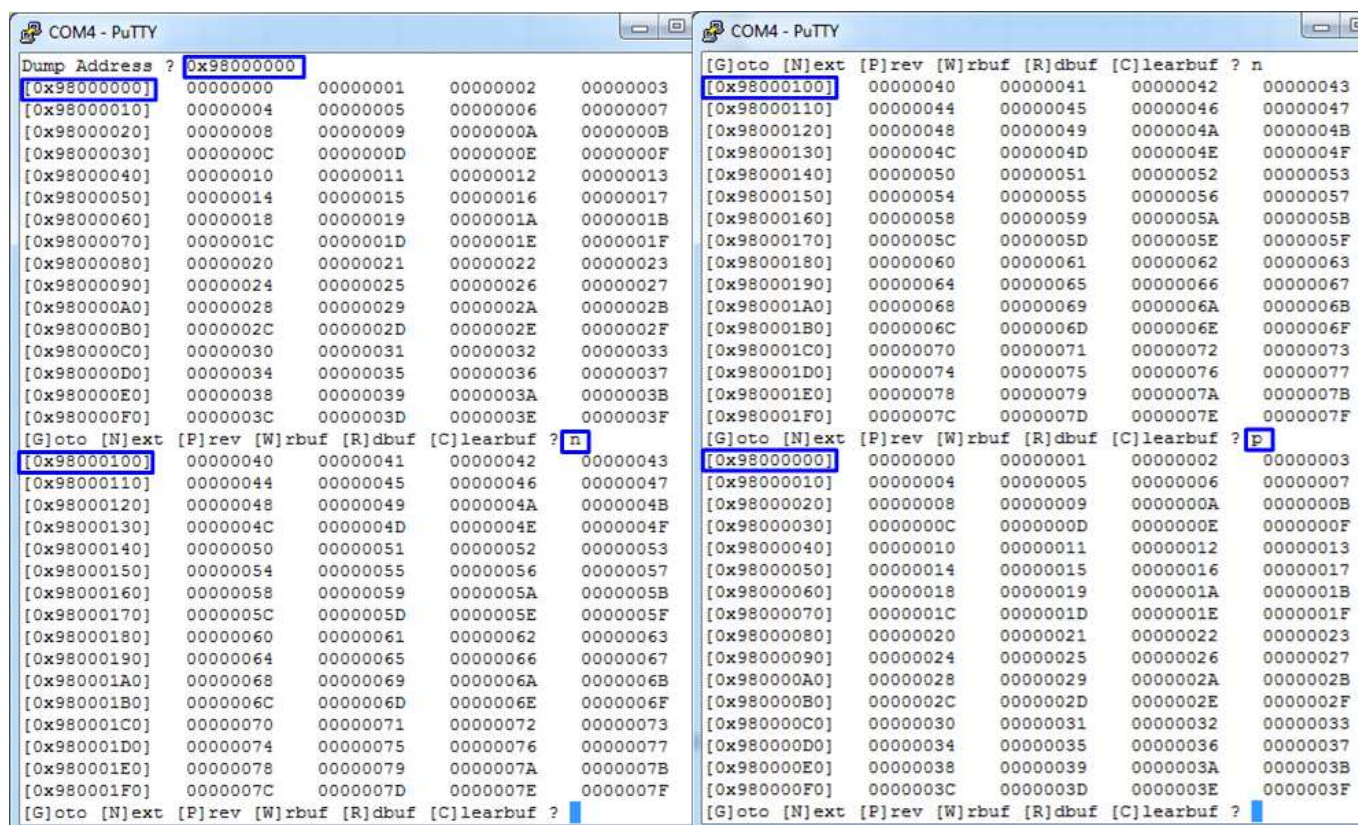 COM4 - PuTTY
Dump Address ? 0x98000000
[0x98000000] 00000000 00000001 00000002 00000003
[0x98000010] 00000004 00000005 00000006 00000007
[0x98000020] 00000008 00000009 0000000A 0000000B
[0x98000030] 0000000C 0000000D 0000000E 0000000F
[0x98000040] 00000010 00000011 00000012 00000013
[0x98000050] 00000014 00000015 00000016 00000017
[0x98000060] 00000018 00000019 0000001A 0000001B
[0x98000070] 0000001C 0000001D 0000001E 0000001F
[0x98000080] 00000020 00000021 00000022 00000023
[0x98000090] 00000024 00000025 00000026 00000027
[0x980000A0] 00000028 00000029 0000002A 0000002B
[0x980000B0] 0000002C 0000002D 0000002E 0000002F
[0x980000C0] 00000030 00000031 00000032 00000033
[0x980000D0] 00000034 00000035 00000036 00000037
[0x980000E0] 00000038 00000039 0000003A 0000003B
[0x980000F0] 0000003C 0000003D 0000003E 0000003F
[G]oto [N]ext [P]rev [W]rbuf [R]dbuf [C]learbuf ? n
[0x98000100] 00000040 00000041 00000042 00000043
[0x98000110] 00000044 00000045 00000046 00000047
[0x98000120] 00000048 00000049 0000004A 0000004B
[0x98000130] 0000004C 0000004D 0000004E 0000004F
[0x98000140] 00000050 00000051 00000052 00000053
[0x98000150] 00000054 00000055 00000056 00000057
[0x98000160] 00000058 00000059 0000005A 0000005B
[0x98000170] 0000005C 0000005D 0000005E 0000005F
[0x98000180] 00000060 00000061 00000062 00000063
[0x98000190] 00000064 00000065 00000066 00000067
[0x980001A0] 00000068 00000069 0000006A 0000006B
[0x980001B0] 0000006C 0000006D 0000006E 0000006F
[0x980001C0] 00000070 00000071 00000072 00000073
[0x980001D0] 00000074 00000075 00000076 00000077
[0x980001E0] 00000078 00000079 0000007A 0000007B
[0x980001F0] 0000007C 0000007D 0000007E 0000007F
[G]oto [N]ext [P]rev [W]rbuf [R]dbuf [C]learbuf ?
COM4 - PuTTY
[G]oto [N]ext [P]rev [W]rbuf [R]dbuf [C]learbuf ? n
[0x98000100] 00000040 00000041 00000042 00000043
[0x98000110] 00000044 00000045 00000046 00000047
[0x98000120] 00000048 00000049 0000004A 0000004B
[0x98000130] 0000004C 0000004D 0000004E 0000004F
[0x98000140] 00000050 00000051 00000052 00000053
[0x98000150] 00000054 00000055 00000056 00000057
[0x98000160] 00000058 00000059 0000005A 0000005B
[0x98000170] 0000005C 0000005D 0000005E 0000005F
[0x98000180] 00000060 00000061 00000062 00000063
[0x98000190] 00000064 00000065 00000066 00000067
[0x980001A0] 00000068 00000069 0000006A 0000006B
[0x980001B0] 0000006C 0000006D 0000006E 0000006F
[0x980001C0] 00000070 00000071 00000072 00000073
[0x980001D0] 00000074 00000075 00000076 00000077
[0x980001E0] 00000078 00000079 0000007A 0000007B
[0x980001F0] 0000007C 0000007D 0000007E 0000007F
[G]oto [N]ext [P]rev [W]rbuf [R]dbuf [C]learbuf ? p
[0x98000000] 00000000 00000001 00000002 00000003
[0x98000010] 00000004 00000005 00000006 00000007
[0x98000020] 00000008 00000009 0000000A 0000000B
[0x98000030] 0000000C 0000000D 0000000E 0000000F
[0x98000040] 00000010 00000011 00000012 00000013
[0x98000050] 00000014 00000015 00000016 00000017
[0x98000060] 00000018 00000019 0000001A 0000001B
[0x98000070] 0000001C 0000001D 0000001E 0000001F
[0x98000080] 00000020 00000021 00000022 00000023
[0x98000090] 00000024 00000025 00000026 00000027
[0x980000A0] 00000028 00000029 0000002A 0000002B
[0x980000B0] 0000002C 0000002D 0000002E 0000002F
[0x980000C0] 00000030 00000031 00000032 00000033
[0x980000D0] 00000034 00000035 00000036 00000037
[0x980000E0] 00000038 00000039 0000003A 0000003B
[0x980000F0] 0000003C 0000003D 0000003E 0000003F
[G]oto [N]ext [P]rev [W]rbuf [R]dbuf [C]learbuf ?